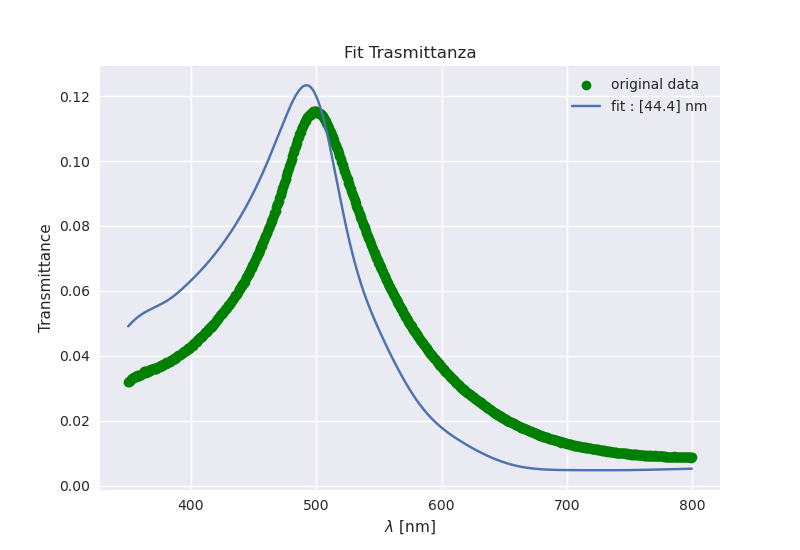 Fit Trasmittanza
original data
fit : [44.4] nm
Transmittance
0.12
0.10
0.08
0.06
0.04
0.02
0.00
400 500 600 700 800
λ [nm]